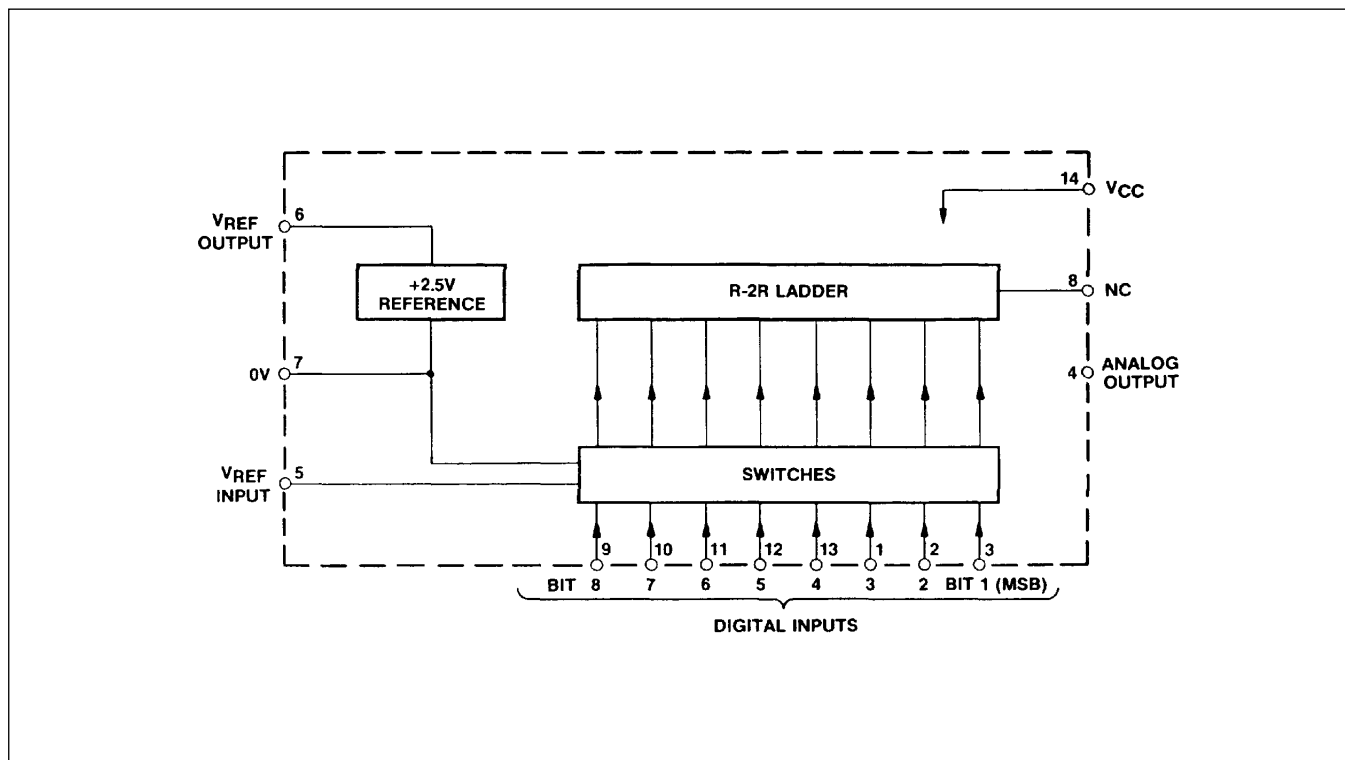 14
VCC
6
VREF
OUTPUT
+2.5V
REFERENCE
R-2R LADDER
8
NC
7
0V
4
ANALOG
OUTPUT
5
VREF
INPUT
SWITCHES
9 10 11 12 13 1 2 3
BIT 8 7 6 5 4 3 2 BIT 1 (MSB)
DIGITAL INPUTS